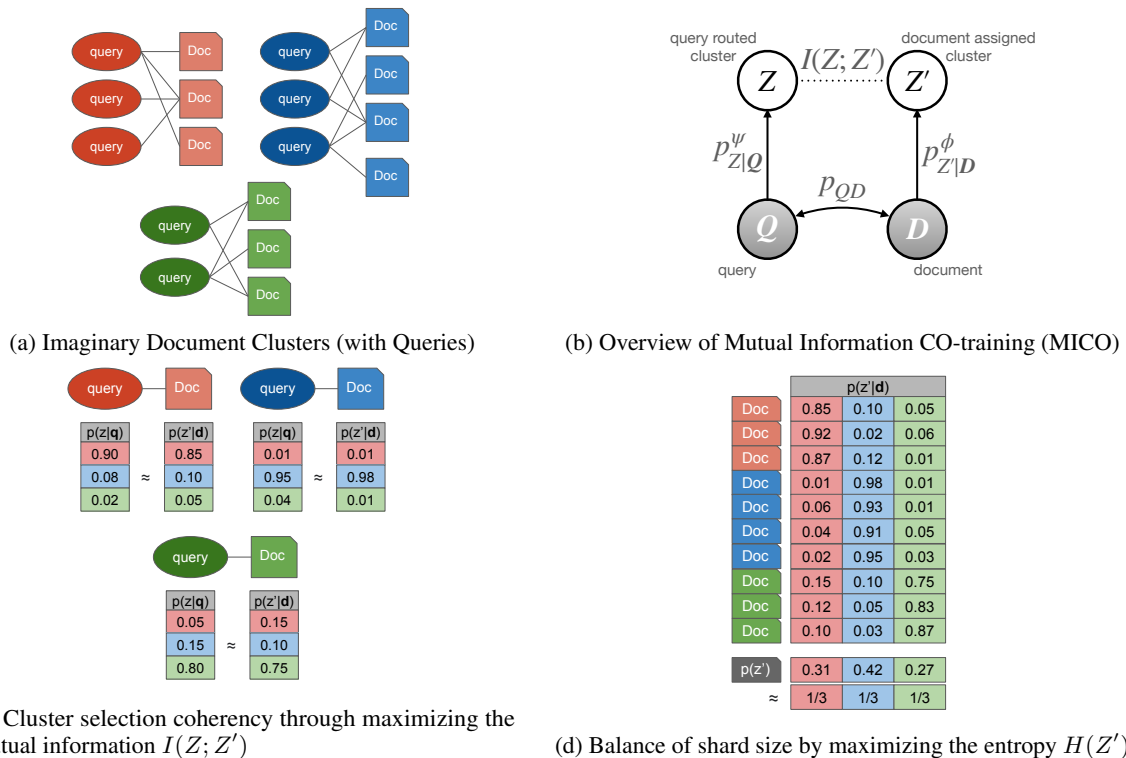 query
Doc
query
Doc
query
Doc
query
Doc
query
Doc
query
Doc
Doc
query
Doc
query
Doc
Doc
(a) Imaginary Document Clusters (with Queries)
query routed
cluster
document assigned
cluster
Z
I(Z; Z′)
Z′
p^ψ_{Z|Q}
p^ϕ_{Z′|D}
p_{QD}
Q
D
query
document
(b) Overview of Mutual Information CO-training (MICO)
query
Doc
query
Doc
p(z|q)
p(z'|d)
p(z|q)
p(z'|d)
0.90
0.85
0.01
0.01
0.08
≈
0.10
0.95
≈
0.98
0.02
0.05
0.04
0.01
query
Doc
p(z|q)
p(z'|d)
0.05
0.15
0.15
≈
0.10
0.80
0.75
Cluster selection coherency through maximizing the
tual information I(Z; Z′)
p(z'|d)
Doc 0.85 0.10 0.05
Doc 0.92 0.02 0.06
Doc 0.87 0.12 0.01
Doc 0.01 0.98 0.01
Doc 0.06 0.93 0.01
Doc 0.04 0.91 0.05
Doc 0.02 0.95 0.03
Doc 0.15 0.10 0.75
Doc 0.12 0.05 0.83
Doc 0.10 0.03 0.87
p(z') 0.31 0.42 0.27
≈ 1/3 1/3 1/3
(d) Balance of shard size by maximizing the entropy H(Z′)